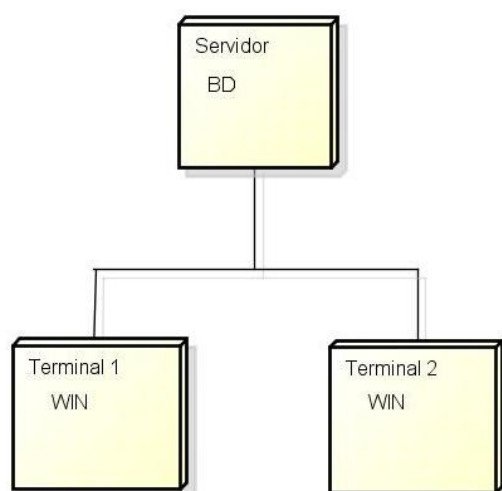 Servidor
BD
Terminal 1
WIN
Terminal 2
WIN